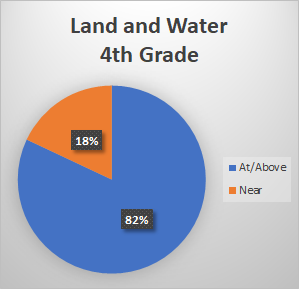 Land and Water
4th Grade
18%
82%
At/Above
Near